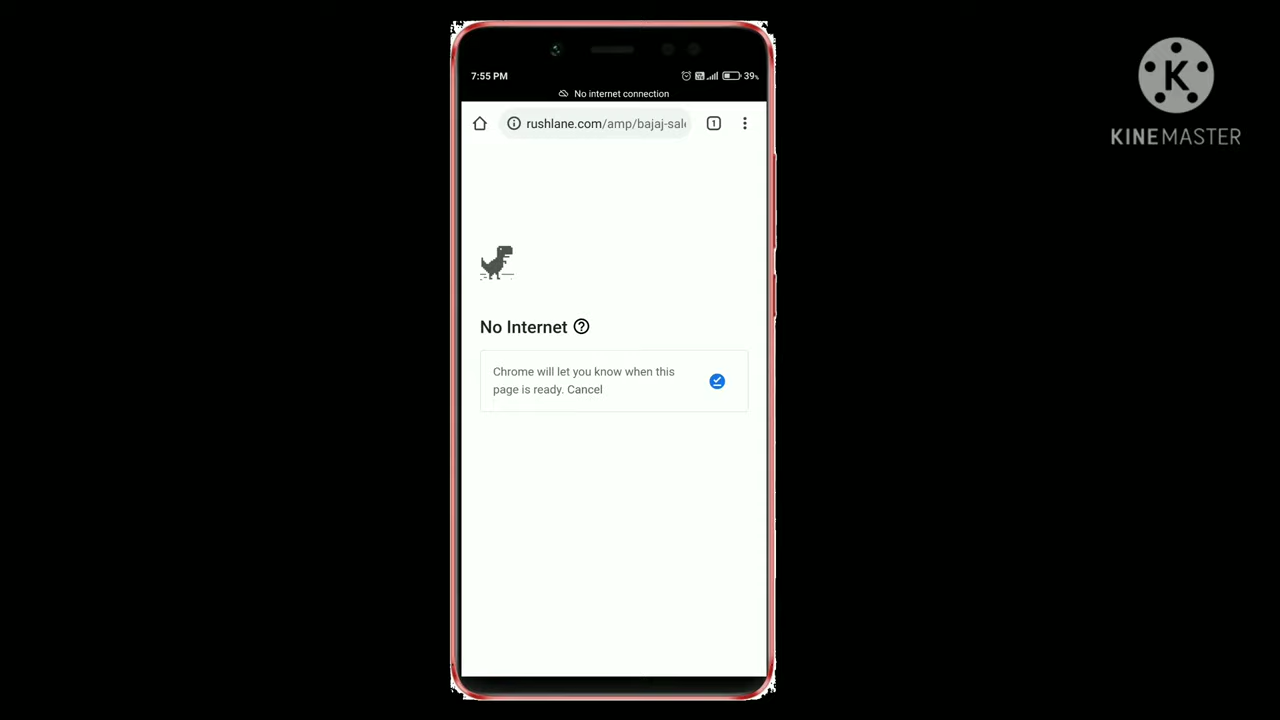 7:55 PM
39%
No internet connection
rushlane.com/amp/bajaj-sal
1
No Internet
Chrome will let you know when this
page is ready. Cancel
K
KINEMASTER